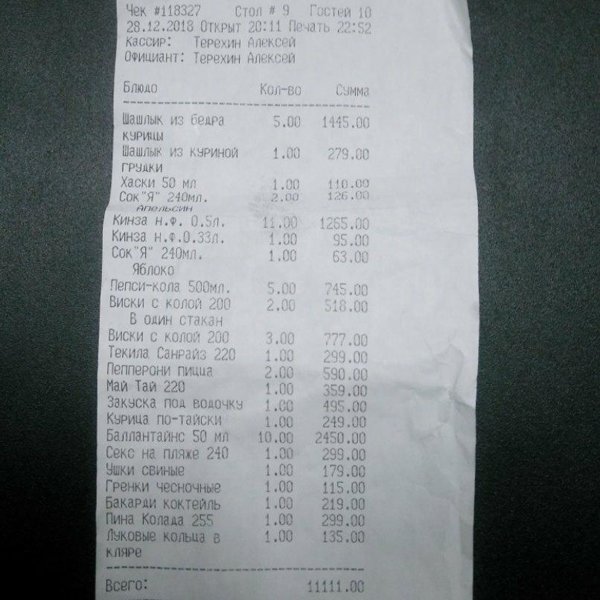 Чек #118327 Стол # 9 Гостей 10
28.12.2018 Открыт 20:11 Печать 22:52
Кассир: Терехин Алексей
Официант: Терехин Алексей
Блюдо Кол-во Сумма
Шашлык из бедра 5.00 1445.00
курицы
Шашлык из куриной 1.00 279.00
грудки
Хаски 50 мл 1.00 110.00
Сок"Я" 240мл. 2.00 126.00
Апельсин
Кинза н.ф. 0.5л. 11.00 1265.00
Кинза н.ф.0.33л. 1.00 95.00
Сок"Я" 240мл. 1.00 63.00
Яблоко
Пепси-кола 500мл. 5.00 745.00
Виски с колой 200 2.00 518.00
В один стакан
Виски с колой 200 3.00 777.00
Текила Санрайз 220 1.00 299.00
Пепперони пицца 2.00 590.00
Май Тай 220 1.00 359.00
Закуска под водочку 1.00 495.00
Курица по-тайски 1.00 249.00
Баллантайнс 50 мл 10.00 2450.00
Секс на пляже 240 1.00 299.00
Ушки свиные 1.00 179.00
Гренки чесночные 1.00 115.00
Бакарди коктейль 1.00 219.00
Пина Колада 255 1.00 299.00
Луковые кольца в 1.00 135.00
кляре
Всего: 11111.00